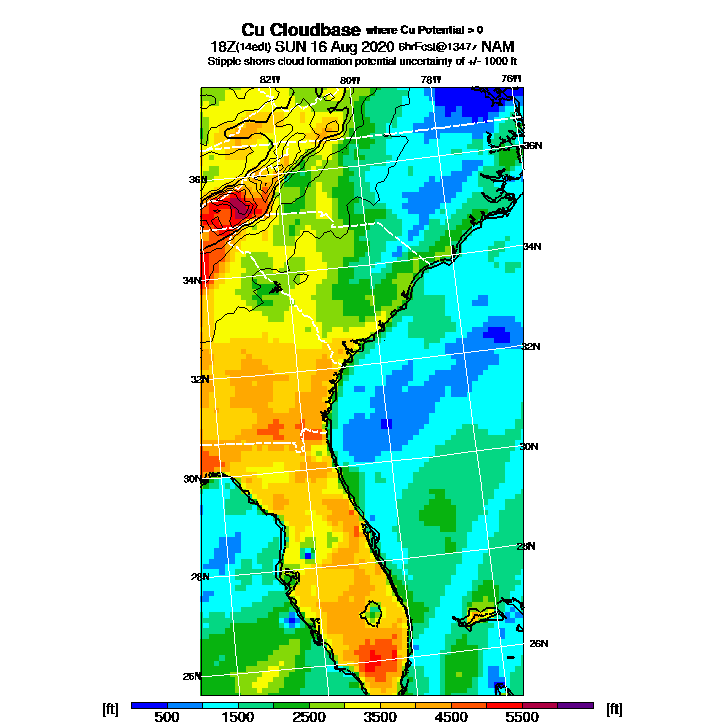 Cu Cloudbase where Cu Potential > 0
18Z(14edt) SUN 16 Aug 2020 6hrFcst@1347z NAM
Stipple shows cloud formation potential uncertainty of +/- 1000 ft
82W 80W 78W 76W
36N
36N
34N
34N
32N
32N
30N
30N
28N
28N
26N
26N
[ft] 500 1500 2500 3500 4500 5500 [ft]